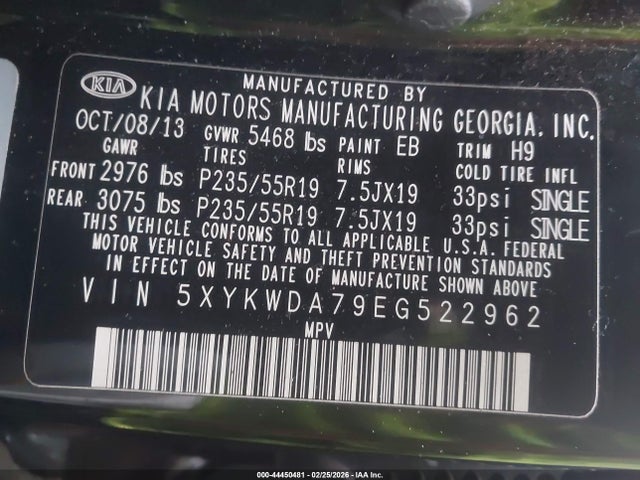 MANUFACTURED BY
KIA KIA MOTORS MANUFACTURING GEORGIA, INC.
OCT/08/13 GVWR 5468 lbs PAINT EB TRIM H9
GAWR TIRES RIMS COLD TIRE INFL
FRONT 2976 lbs P235/55R19 7.5JX19 33psi SINGLE
REAR 3075 lbs P235/55R19 7.5JX19 33psi SINGLE
THIS VEHICLE CONFORMS TO ALL APPLICABLE U.S.A. FEDERAL
MOTOR VEHICLE SAFETY AND THEFT PREVENTION STANDARDS
IN EFFECT ON THE DATE OF MANUFACTURE SHOWN ABOVE.
VIN 5XYKWDA79EG522962
MPV
000-44450481 - 02/25/2026 - IAA Inc.